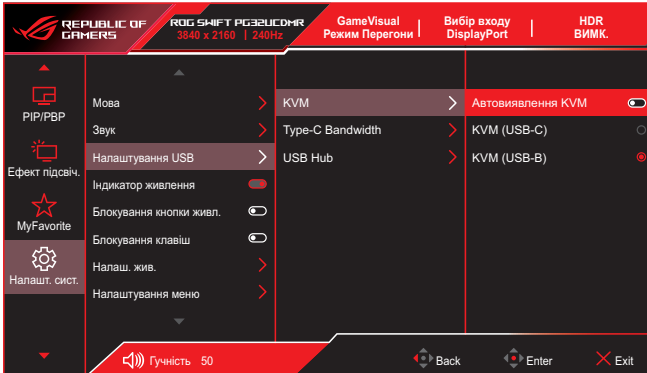 REPUBLIC OF
GAMERS
ROG SWIFT PG32UCDMR
3840 x 2160 | 240Hz
GameVisual
Режим Перегони
Вибір входу
DisplayPort
HDR
ВИМК.
PIP/PBP
Ефект підсвіч.
MyFavorite
Налашт. сист.
Мова
Звук
Налаштування USB
Індикатор живлення
Блокування кнопки живл.
Блокування клавіш
Налаш. жив.
Налаштування меню
KVM
Type-C Bandwidth
USB Hub
Автовиявлення KVM
KVM (USB-C)
KVM (USB-B)
Гучність 50
Back
Enter
Exit